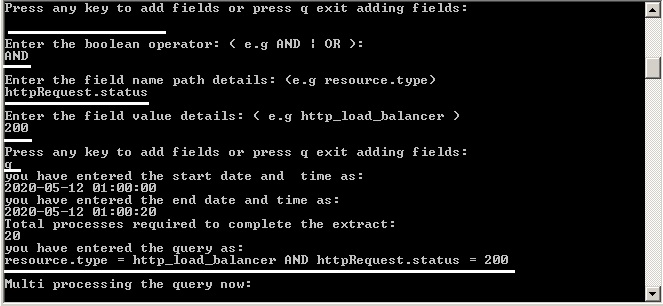 Press any key to add fields or press q exit adding fields:
Enter the boolean operator: ( e.g AND | OR ):
AND
Enter the field name path details: (e.g resource.type)
httpRequest.status
Enter the field value details: ( e.g http_load_balancer )
200
Press any key to add fields or press q exit adding fields:
q
you have entered the start date and  time as:
2020-05-12 01:00:00
you have entered the end date and time as:
2020-05-12 01:00:20
Total processes required to complete the extract:
20
you have entered the query as:
resource.type = http_load_balancer AND httpRequest.status = 200
Multi processing the query now: